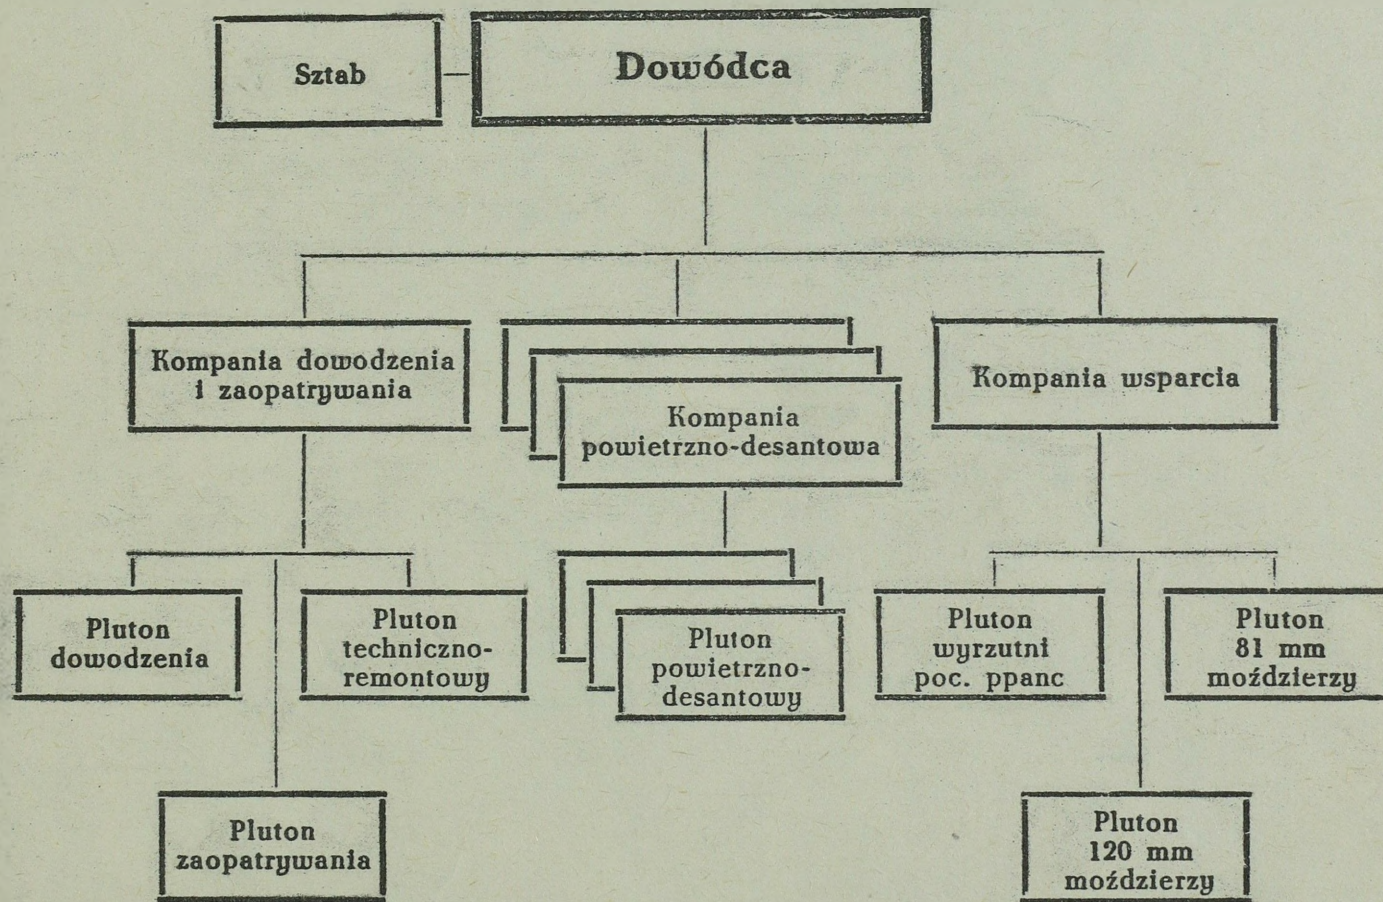 Sztab
Dowódca
Kompania dowodzenia
i zaopatrywania
Kompania
powietrzno-desantowa
Kompania wsparcia
Pluton
dowodzenia
Pluton
techniczno-
remontowy
Pluton
powietrzno-
desantowy
Pluton
wyrzutni
poc. ppanc
Pluton
81 mm
moździerzy
Pluton
zaopatrywania
Pluton
120 mm
moździerzy